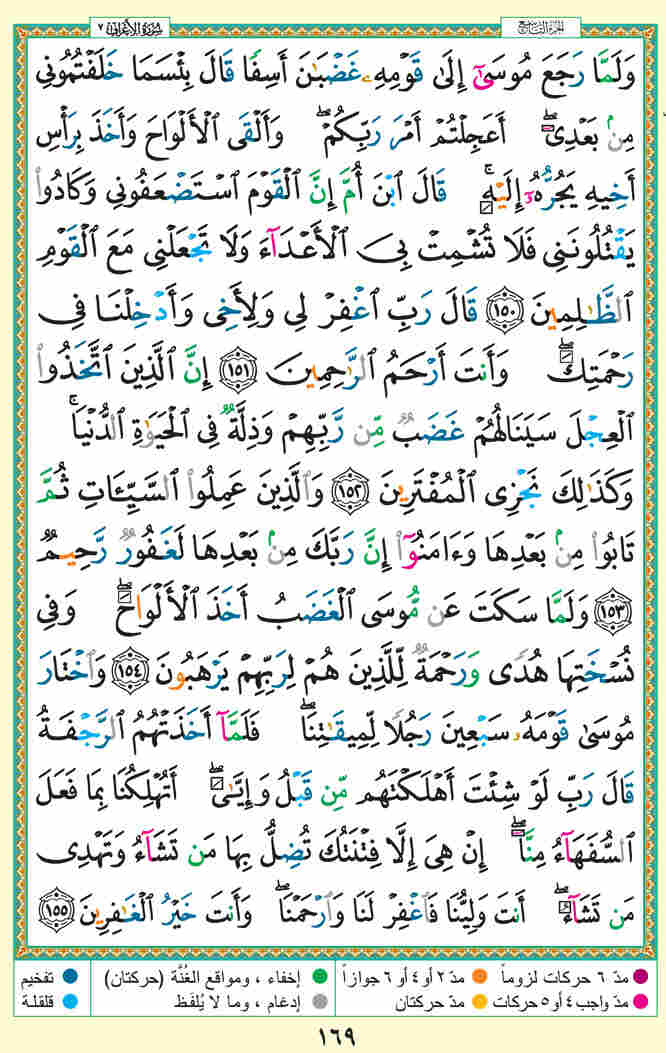 سُورَةُ الأَعْرَافِ ٧
الجزء التاسع
وَلَمَّا رَجَعَ مُوسَىٰٓ إِلَىٰ قَوْمِهِۦ غَضْبَـٰنَ أَسِفًا قَالَ بِئْسَمَا خَلَفْتُمُونِى
مِنۢ بَعْدِىٓ ۖ أَعَجِلْتُمْ أَمْرَ رَبِّكُمْ ۖ وَأَلْقَى ٱلْأَلْوَاحَ وَأَخَذَ بِرَأْسِ
أَخِيهِ يَجُرُّهُۥٓ إِلَيْهِ ۚ قَالَ ٱبْنَ أُمَّ إِنَّ ٱلْقَوْمَ ٱسْتَضْعَفُونِى وَكَادُوا۟
يَقْتُلُونَنِى فَلَا تُشْمِتْ بِىَ ٱلْأَعْدَآءَ وَلَا تَجْعَلْنِى مَعَ ٱلْقَوْمِ
ٱلظَّـٰلِمِينَ ١٥٠ قَالَ رَبِّ ٱغْفِرْ لِى وَلِأَخِى وَأَدْخِلْنَا فِى
رَحْمَتِكَ ۖ وَأَنتَ أَرْحَمُ ٱلرَّٰحِمِينَ ١٥١ إِنَّ ٱلَّذِينَ ٱتَّخَذُوا۟
ٱلْعِجْلَ سَيَنَالُهُمْ غَضَبٌ مِّن رَّبِّهِمْ وَذِلَّةٌ فِى ٱلْحَيَوٰةِ ٱلدُّنْيَا ۚ
وَكَذَٰلِكَ نَجْزِى ٱلْمُفْتَرِينَ ١٥٢ وَٱلَّذِينَ عَمِلُوا۟ ٱلسَّيِّـَٔاتِ ثُمَّ
تَابُوا۟ مِنۢ بَعْدِهَا وَءَامَنُوٓا۟ إِنَّ رَبَّكَ مِنۢ بَعْدِهَا لَغَفُورٌ رَّحِيمٌ
١٥٣ وَلَمَّا سَكَتَ عَن مُّوسَى ٱلْغَضَبُ أَخَذَ ٱلْأَلْوَاحَ ۖ وَفِى
نُسْخَتِهَا هُدًى وَرَحْمَةٌ لِّلَّذِينَ هُمْ لِرَبِّهِمْ يَرْهَبُونَ ١٥٤ وَٱخْتَارَ
مُوسَىٰ قَوْمَهُۥ سَبْعِينَ رَجُلًا لِّمِيقَـٰتِنَا ۖ فَلَمَّآ أَخَذَتْهُمُ ٱلرَّجْفَةُ
قَالَ رَبِّ لَوْ شِئْتَ أَهْلَكْتَهُم مِّن قَبْلُ وَإِيَّـٰىَ ۖ أَتُهْلِكُنَا بِمَا فَعَلَ
ٱلسُّفَهَآءُ مِنَّآ ۖ إِنْ هِىَ إِلَّا فِتْنَتُكَ تُضِلُّ بِهَا مَن تَشَآءُ وَتَهْدِى
مَن تَشَآءُ ۖ أَنتَ وَلِيُّنَا فَٱغْفِرْ لَنَا وَٱرْحَمْنَا ۖ وَأَنتَ خَيْرُ ٱلْغَـٰفِرِينَ ١٥٥
مدّ ٦ حركات لزوماً مدّ ٢ أو ٤ أو ٦ جوازاً إخفاء ، ومواقع الغُنَّة (حركتان) تفخيم
مدّ واجب ٤ أو ٥ حركات مدّ حركتان إدغام ، وما لا يُلفَظ قلقلة
١٦٩